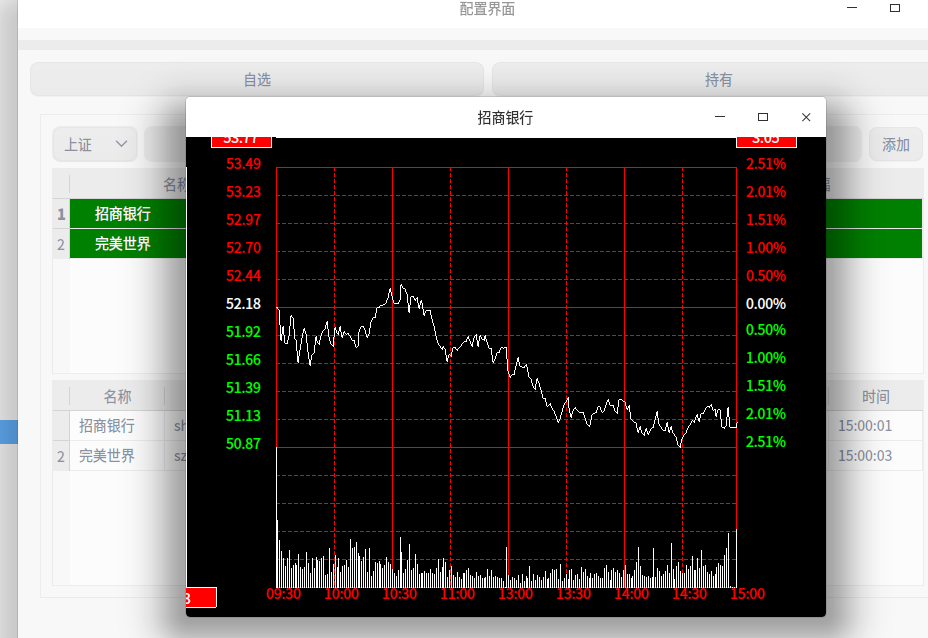 配置界面
自选
持有
招商银行
上证
添加
53.77
3.05
53.49
2.51%
名称
幅
53.23
2.01%
1 招商银行
52.97
1.51%
2 完美世界
52.70
1.00%
52.44
0.50%
52.18
0.00%
51.92
0.50%
51.66
1.00%
51.39
1.51%
名称
时间
51.13
2.01%
招商银行 sh
15:00:01
50.87
2.51%
2 完美世界 sz
15:00:03
3
09:30 10:00 10:30 11:00 13:00 13:30 14:00 14:30 15:00